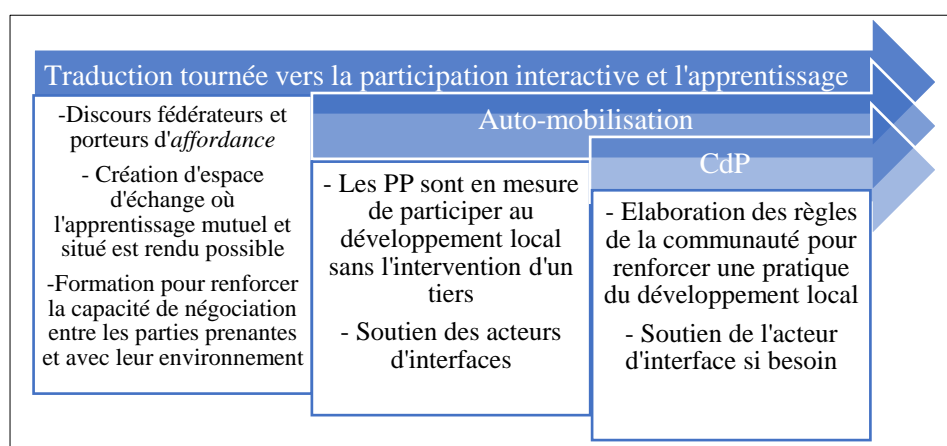 Traduction tournée vers la participation interactive et l'apprentissage
-Discours fédérateurs et
porteurs d'affordance
- Création d'espace
d'échange où
l'apprentissage mutuel et
situé est rendu possible
-Formation pour renforcer
la capacité de négociation
entre les parties prenantes
et avec leur environnement
Auto-mobilisation
- Les PP sont en mesure
de participer au
développement local
sans l'intervention d'un
tiers
- Soutien des acteurs
d'interfaces
CdP
- Elaboration des règles
de la communauté pour
renforcer une pratique
du développement local
- Soutien de l'acteur
d'interface si besoin